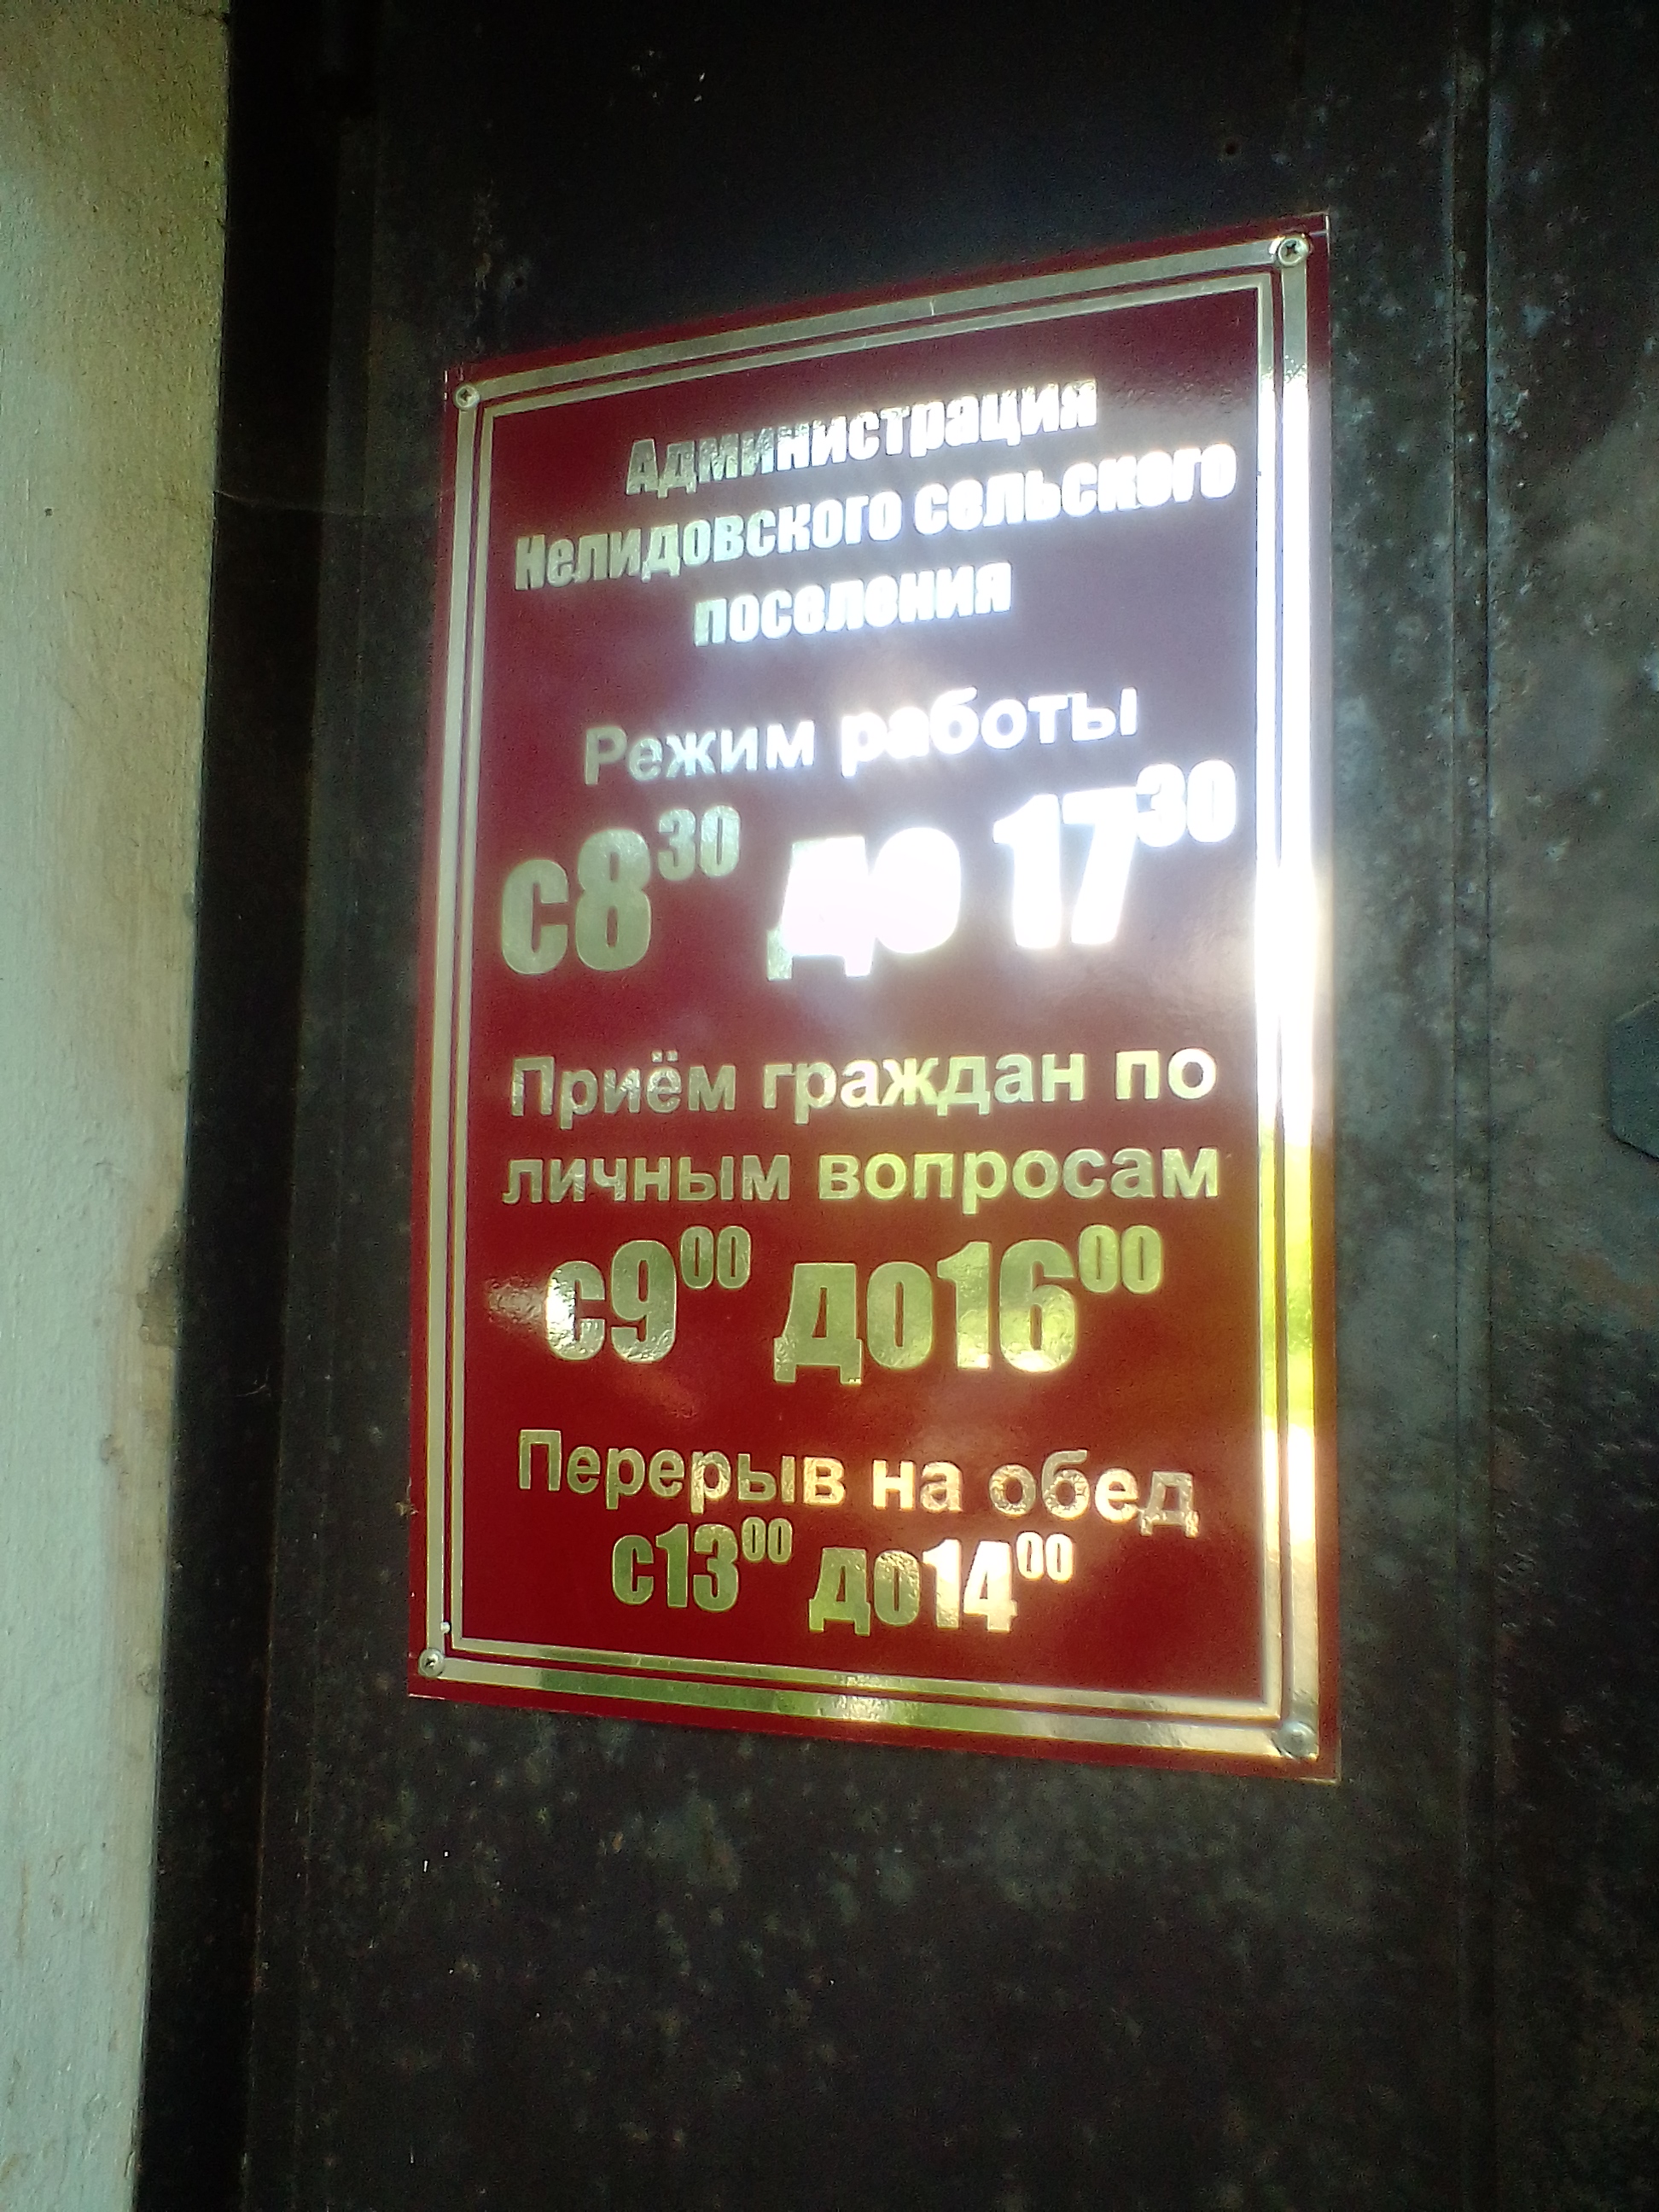 Администрация
Нелидовского сельского
поселения
Режим работы
с8³⁰ до 17³⁰
Приём граждан по
личным вопросам
с9⁰⁰ до16⁰⁰
Перерыв на обед
с13⁰⁰ до14⁰⁰